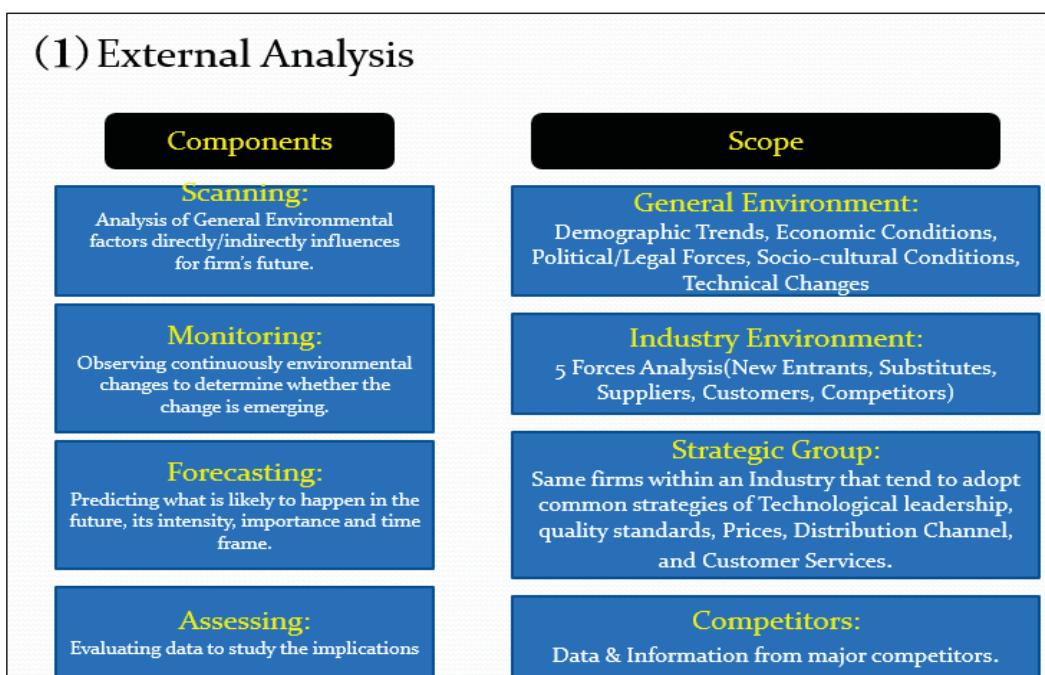 (1) External Analysis
Components
Scanning:
Analysis of General Environmental
factors directly/indirectly influences
for firm's future.
Monitoring:
Observing continuously environmental
changes to determine whether the
change is emerging.
Forecasting:
Predicting what is likely to happen in the
future, its intensity, importance and time
frame.
Assessing:
Evaluating data to study the implications
Scope
General Environment:
Demographic Trends, Economic Conditions,
Political/Legal Forces, Socio-cultural Conditions,
Technical Changes
Industry Environment:
5 Forces Analysis(New Entrants, Substitutes,
Suppliers, Customers, Competitors)
Strategic Group:
Same firms within an Industry that tend to adopt
common strategies of Technological leadership,
quality standards, Prices, Distribution Channel,
and Customer Services.
Competitors:
Data & Information from major competitors.